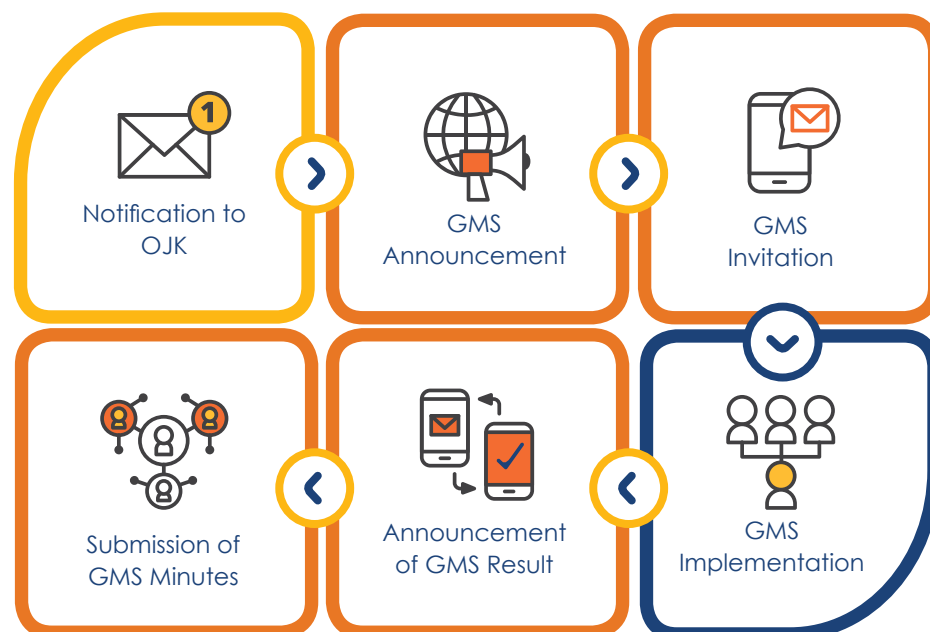 1
Notification to
OJK
GMS
Announcement
GMS
Invitation
GMS
Implementation
Announcement
of GMS Result
Submission of
GMS Minutes